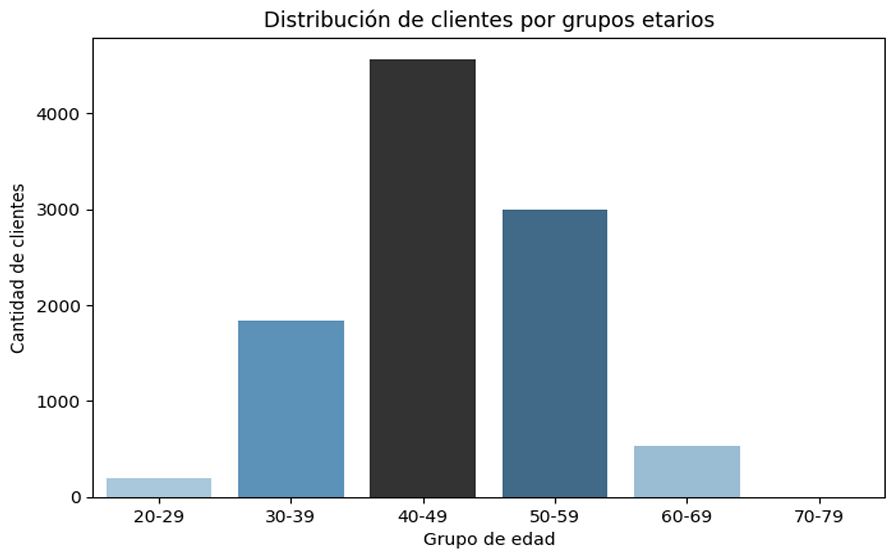 Distribución de clientes por grupos etarios
Cantidad de clientes
4000
3000
2000
1000
0
20-29 30-39 40-49 50-59 60-69 70-79
Grupo de edad